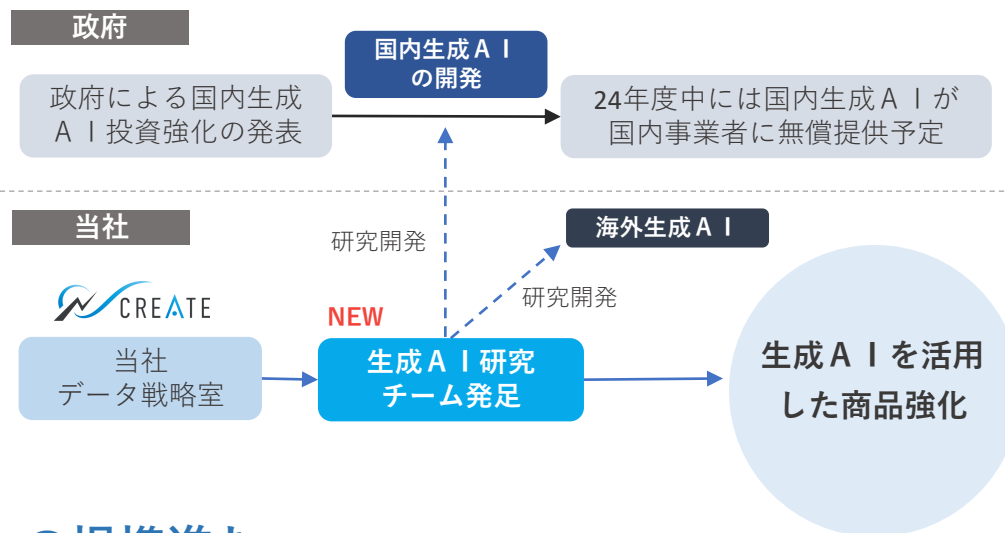 政府
国内生成AI
の開発
政府による国内生成
AI投資強化の発表
24年度中には国内生成AIが
国内事業者に無償提供予定
当社
海外生成AI
研究開発
研究開発
CREATE
NEW
当社
データ戦略室
生成AI研究
チーム発足
生成AIを活用
した商品強化